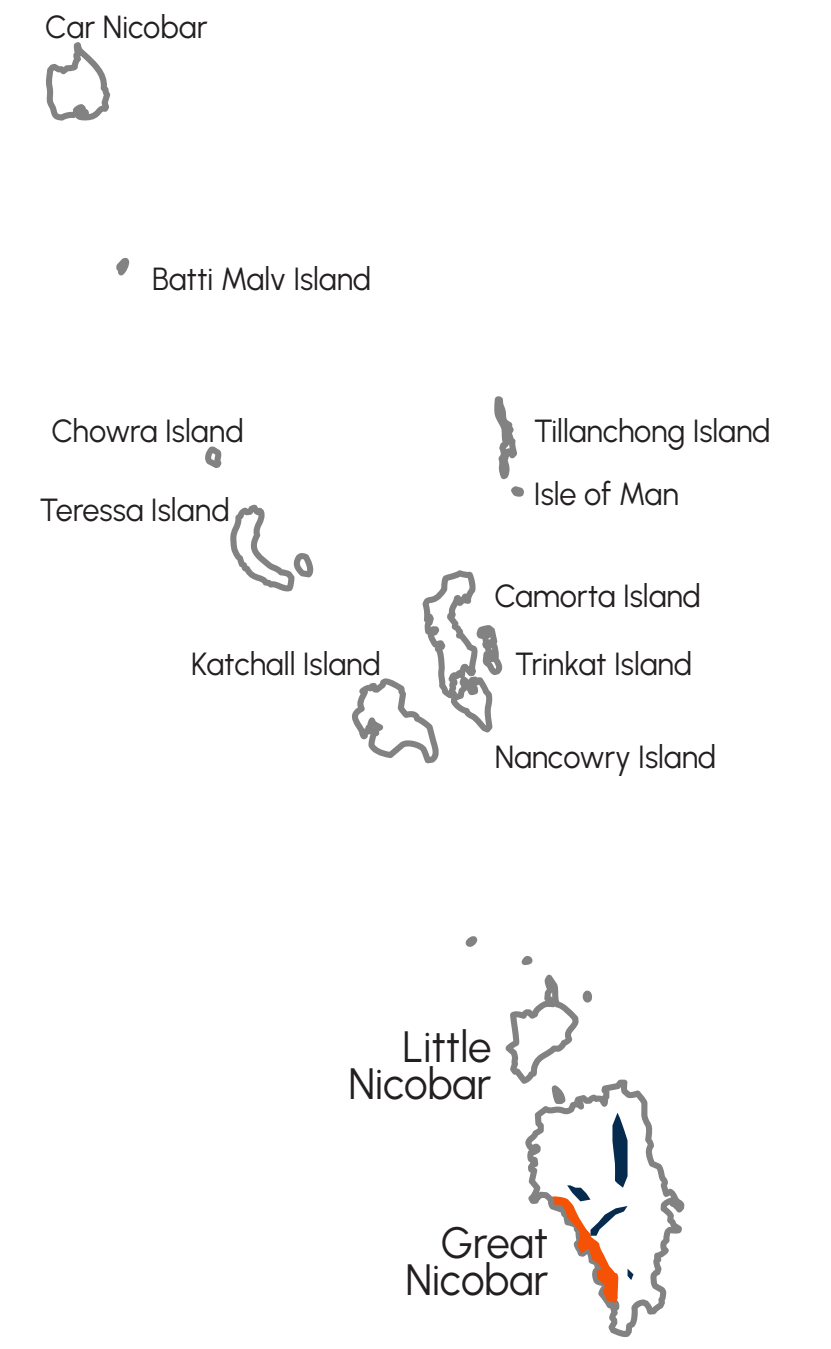 Car Nicobar
Batti Malv Island
Chowra Island
Tillanchong Island
Isle of Man
Teressa Island
Camorta Island
Katchall Island
Trinkat Island
Nancowry Island
Little
Nicobar
Great
Nicobar